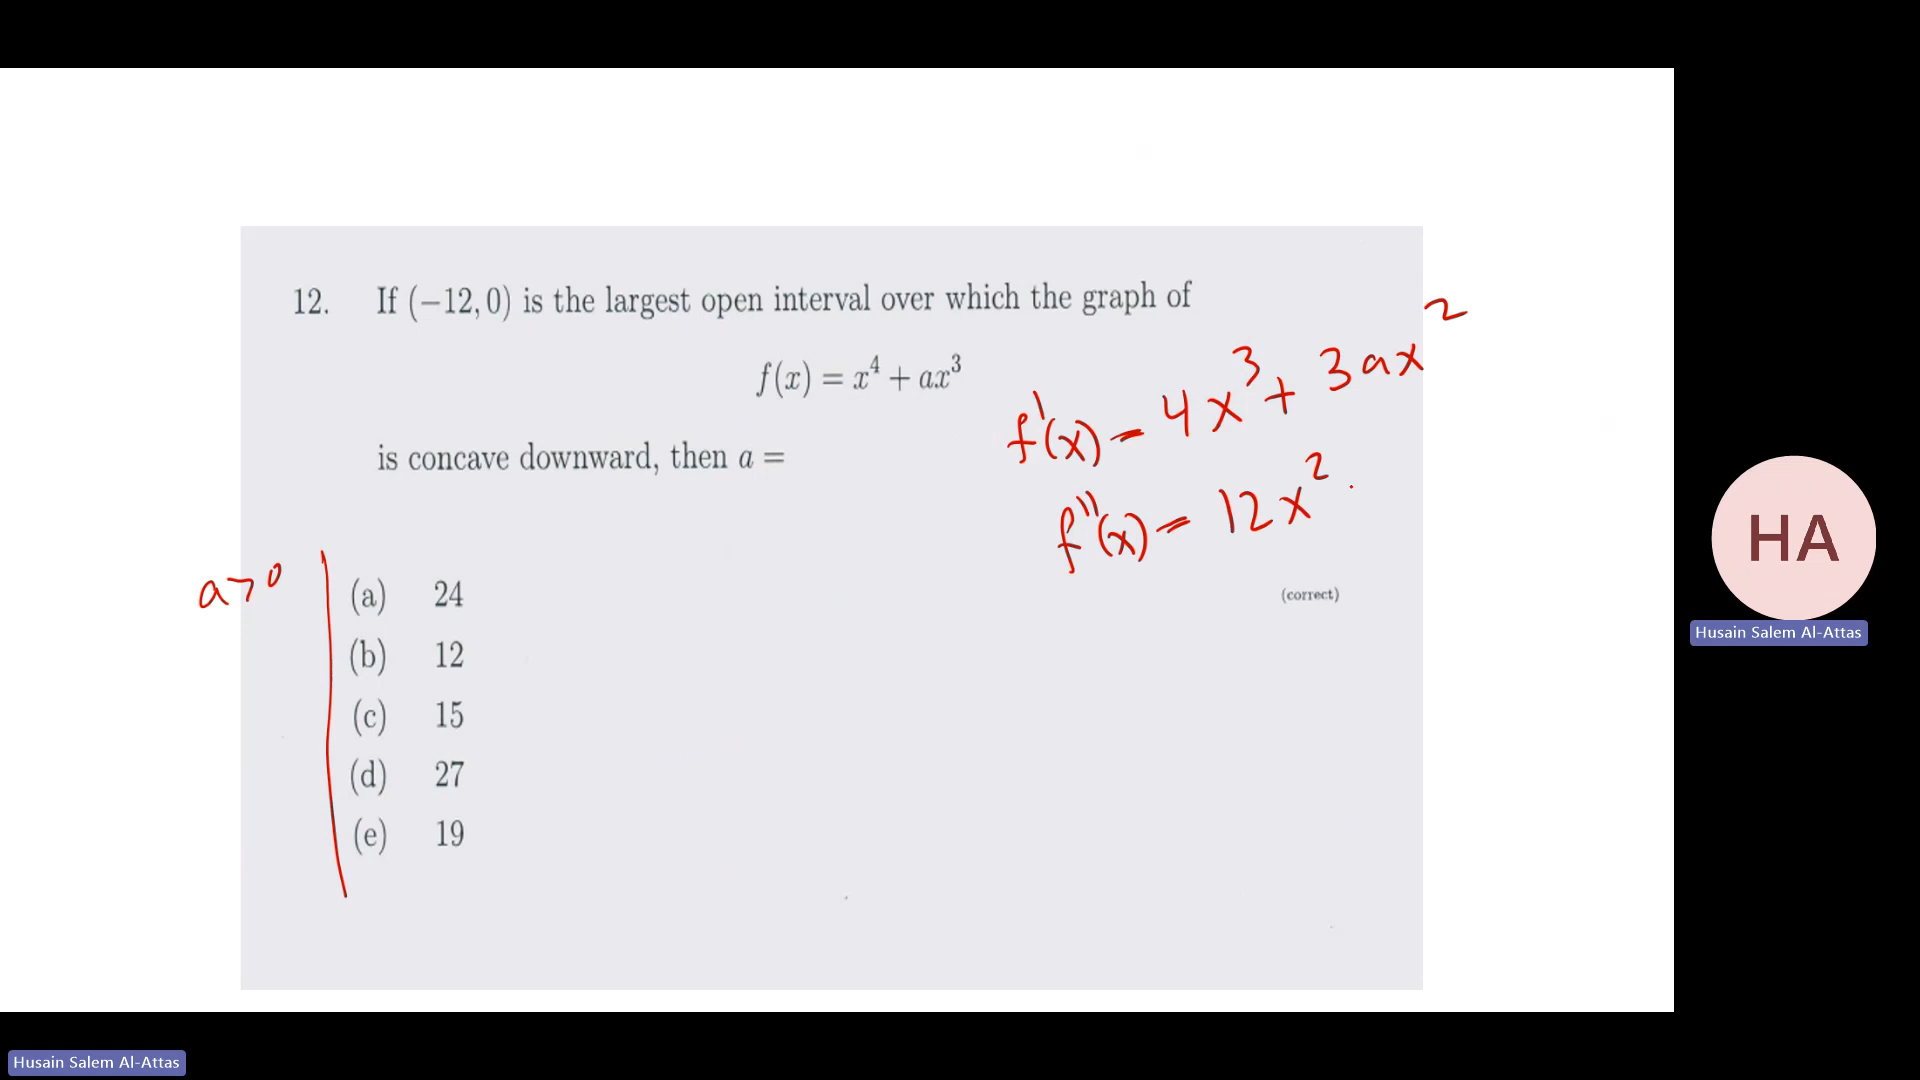 12. If (−12, 0) is the largest open interval over which the graph of
f(x) = x⁴ + ax³
is concave downward, then a =
f'(x) = 4x³ + 3ax²
f''(x) = 12x² .
a > 0
(a) 24 (correct)
(b) 12
(c) 15
(d) 27
(e) 19
HA
Husain Salem Al-Attas
Husain Salem Al-Attas